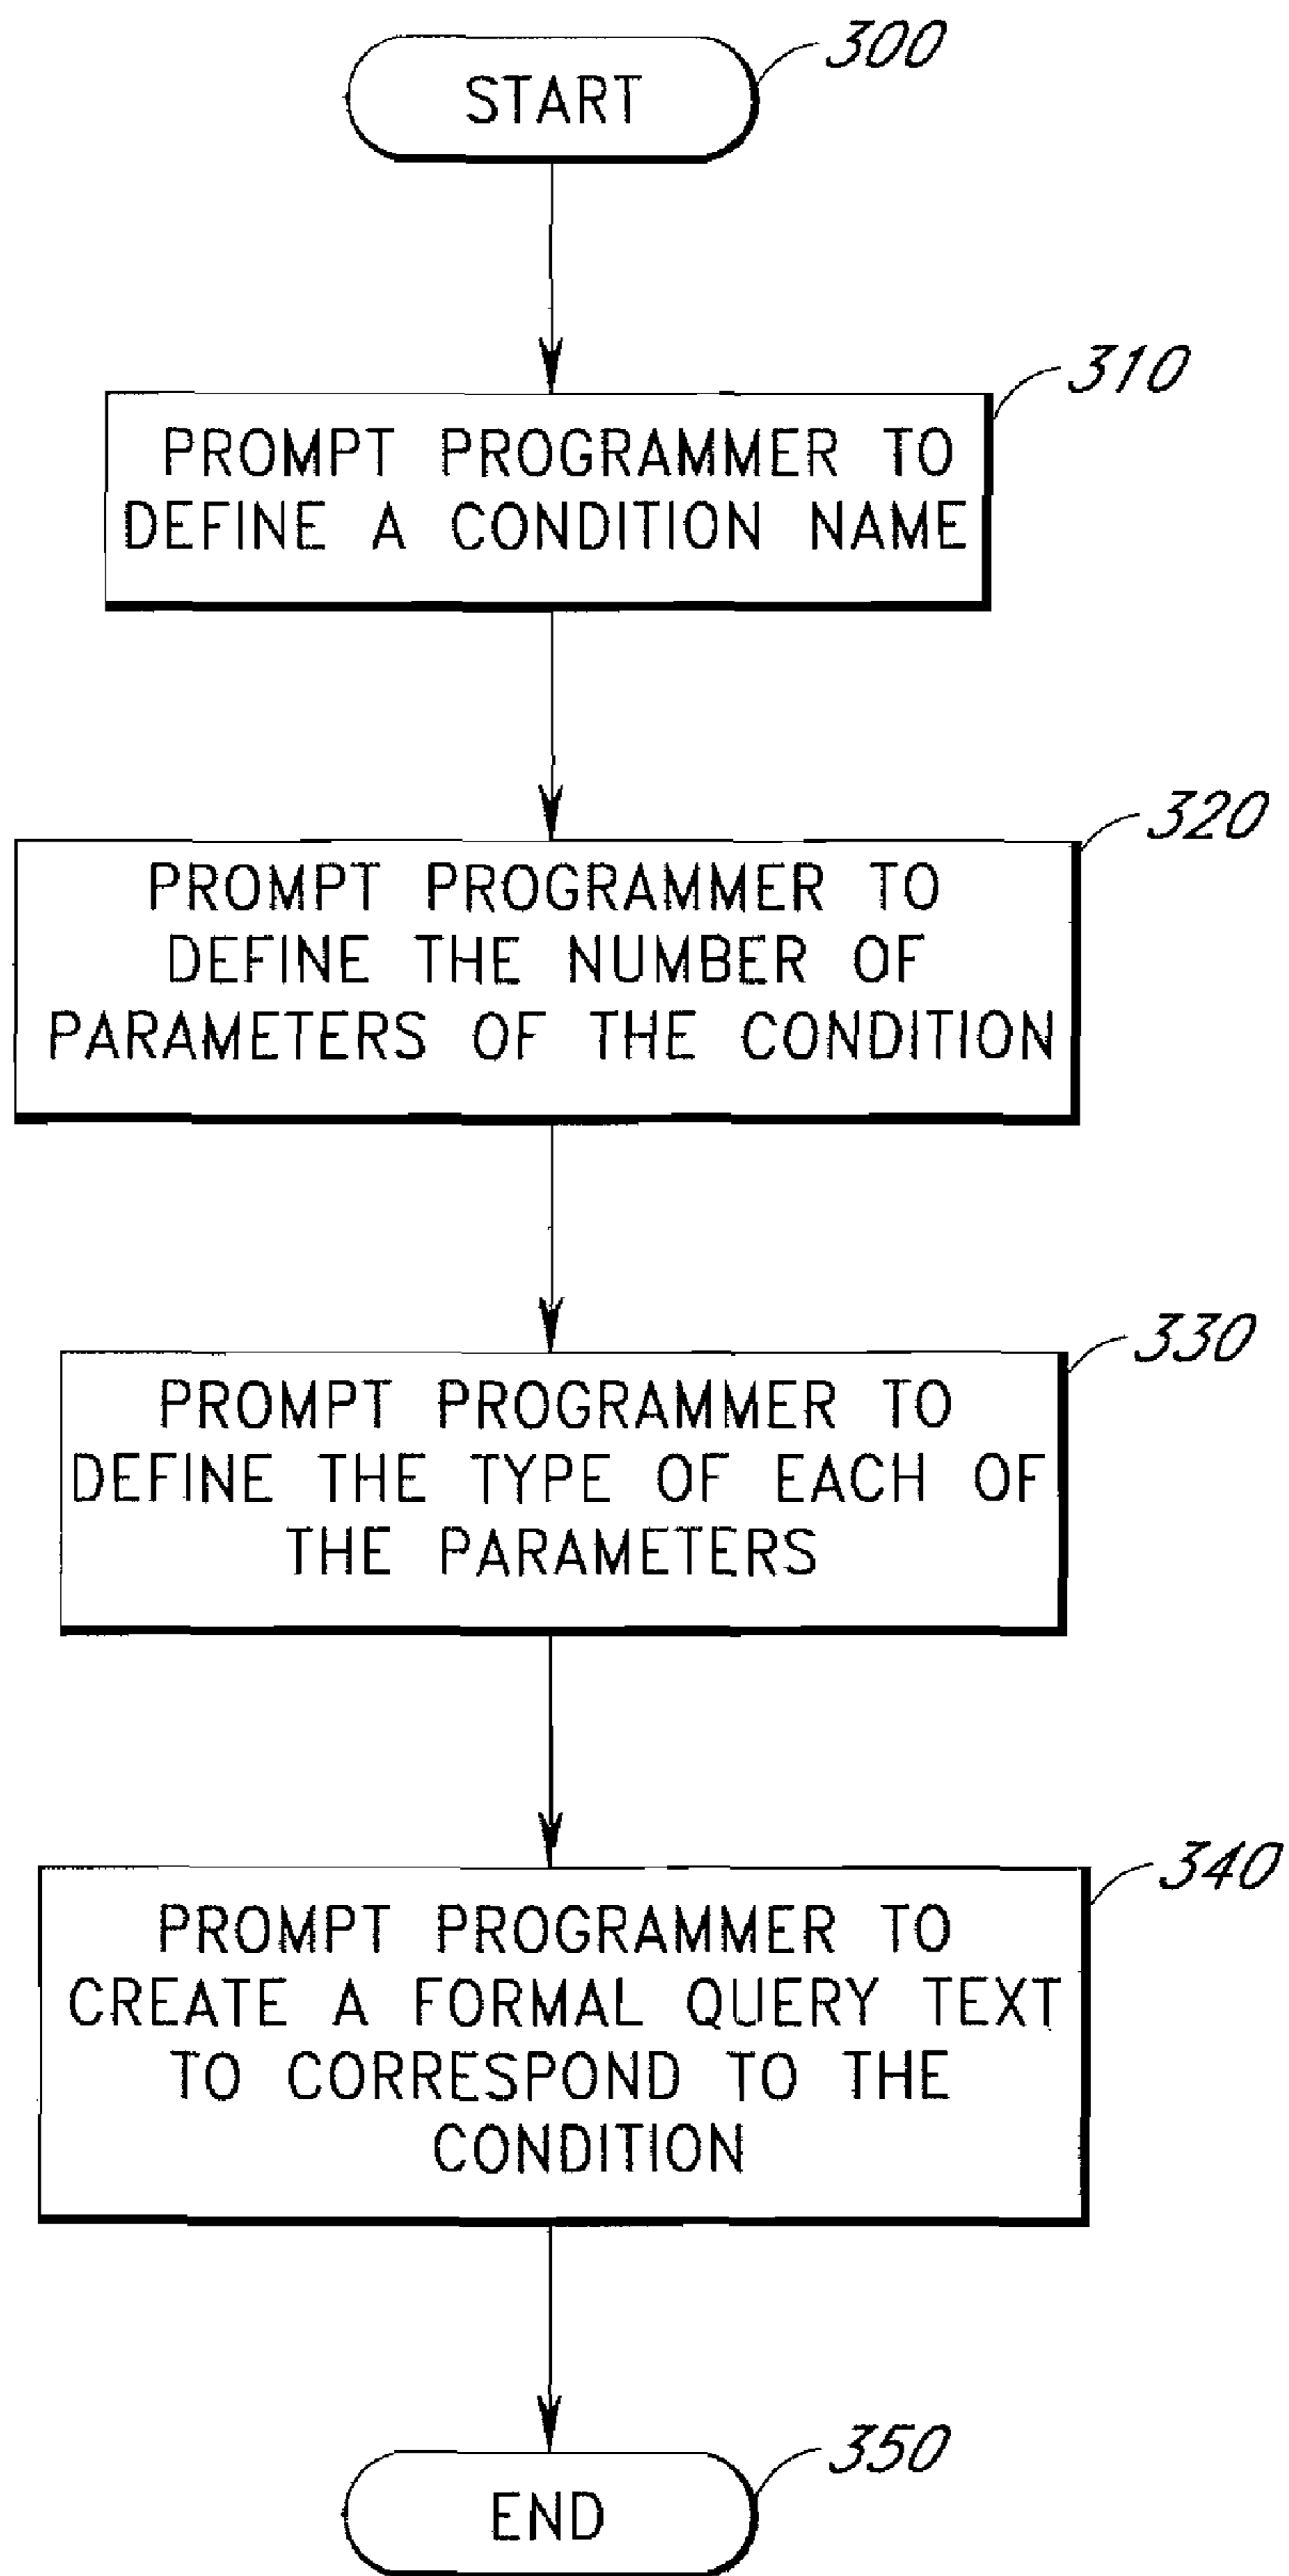 START
300
310
PROMPT PROGRAMMER TO
DEFINE A CONDITION NAME
320
PROMPT PROGRAMMER TO
DEFINE THE NUMBER OF
PARAMETERS OF THE CONDITION
330
PROMPT PROGRAMMER TO
DEFINE THE TYPE OF EACH OF
THE PARAMETERS
340
PROMPT PROGRAMMER TO
CREATE A FORMAL QUERY TEXT
TO CORRESPOND TO THE
CONDITION
350
END